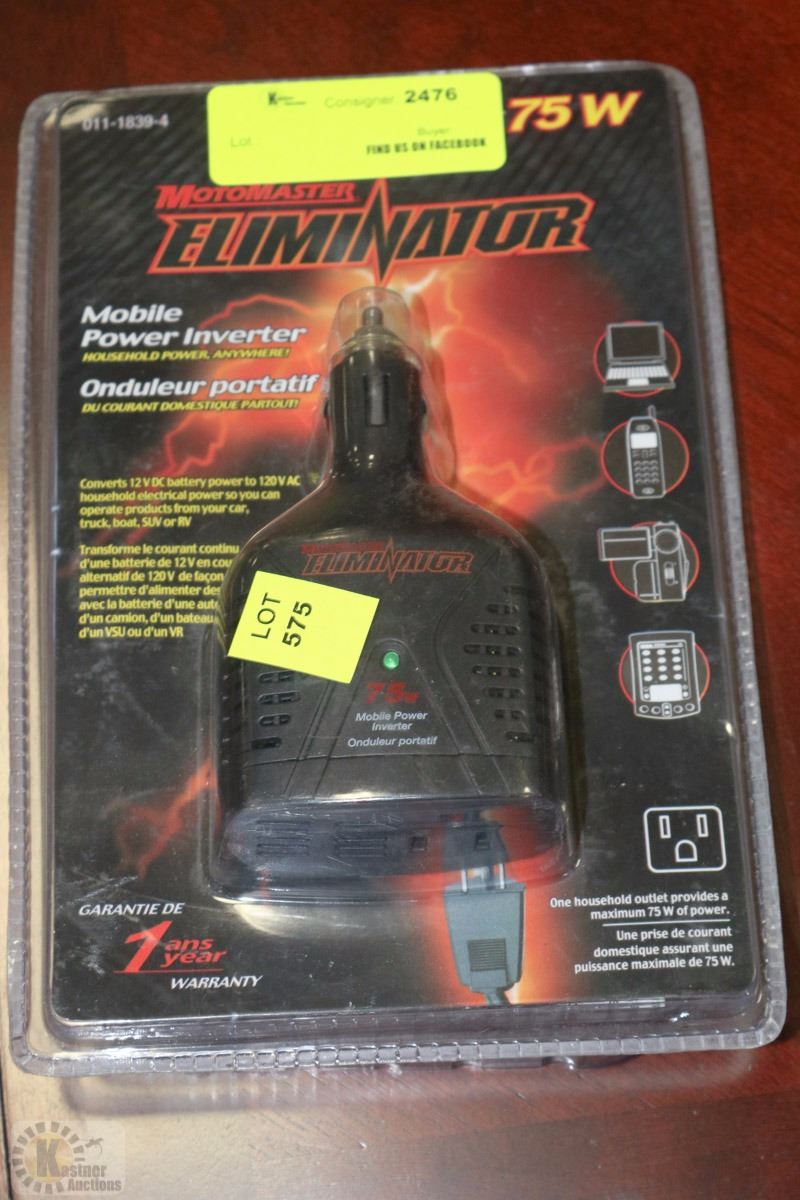 011-1839-4
Kastner Auctions
Consigner: 2476
Lot :
Buyer
FIND US ON FACEBOOK
75 W
MOTOMASTER
ELIMINATOR
Mobile
Power Inverter
HOUSEHOLD POWER, ANYWHERE!
Onduleur portatif
DU COURANT DOMESTIQUE PARTOUT!
Converts 12 V DC battery power to 120 V AC
household electrical power so you can
operate products from your car,
truck, boat, SUV or RV
Transforme le courant continu
d'une batterie de 12 V en cou
alternatif de 120 V de façon
permettre d'alimenter des
avec la batterie d'une auto
d'un camion, d'un bateau
d'un VSU ou d'un VR
MOTOMASTER
ELIMINATOR
LOT
575
75W
Mobile Power
Inverter
Onduleur portatif
One household outlet provides a
maximum 75 W of power.
Une prise de courant
domestique assurant une
puissance maximale de 75 W.
GARANTIE DE
1 ans
year
WARRANTY
Kastner
Auctions